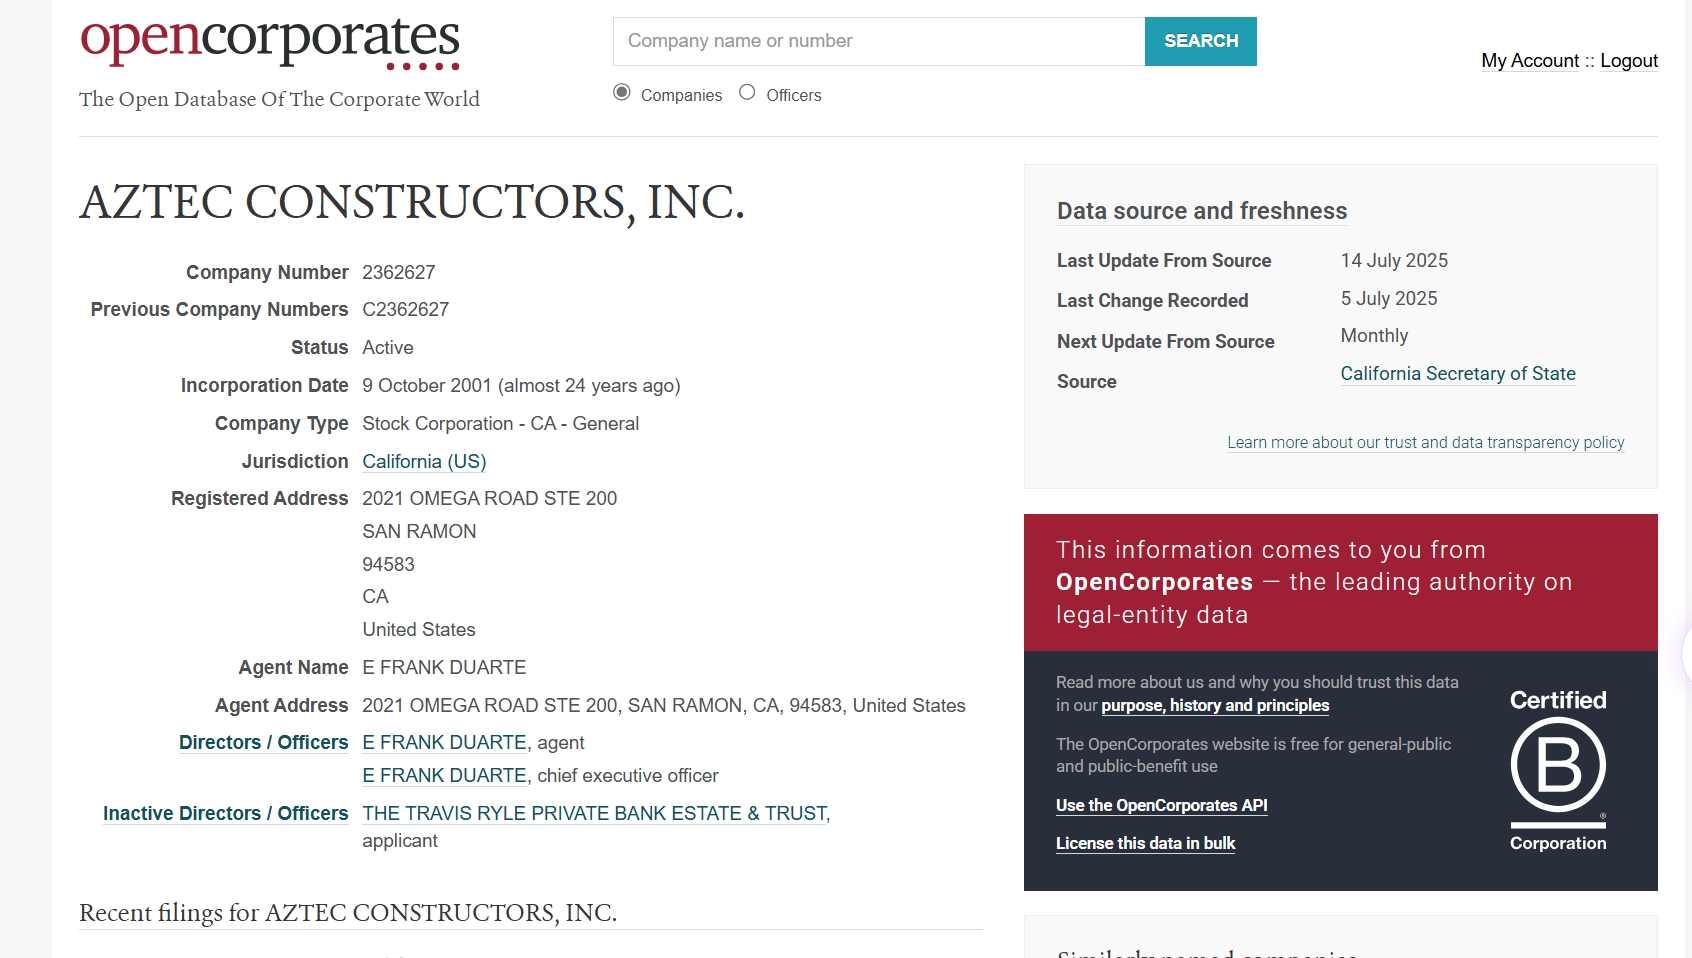 opencorporates
The Open Database Of The Corporate World
Company name or number
SEARCH
Companies
Officers
My Account :: Logout
AZTEC CONSTRUCTORS, INC.
Company Number 2362627
Previous Company Numbers C2362627
Status Active
Incorporation Date 9 October 2001 (almost 24 years ago)
Company Type Stock Corporation - CA - General
Jurisdiction California (US)
Registered Address 2021 OMEGA ROAD STE 200
SAN RAMON
94583
CA
United States
Agent Name E FRANK DUARTE
Agent Address 2021 OMEGA ROAD STE 200, SAN RAMON, CA, 94583, United States
Directors / Officers E FRANK DUARTE, agent
E FRANK DUARTE, chief executive officer
Inactive Directors / Officers THE TRAVIS RYLE PRIVATE BANK ESTATE & TRUST,
applicant
Recent filings for AZTEC CONSTRUCTORS, INC.
Data source and freshness
Last Update From Source 14 July 2025
Last Change Recorded 5 July 2025
Next Update From Source Monthly
Source California Secretary of State
Learn more about our trust and data transparency policy
This information comes to you from
OpenCorporates — the leading authority on
legal-entity data
Read more about us and why you should trust this data
in our purpose, history and principles
The OpenCorporates website is free for general-public
and public-benefit use
Use the OpenCorporates API
License this data in bulk
Certified
B
®
Corporation
Similarly named companies